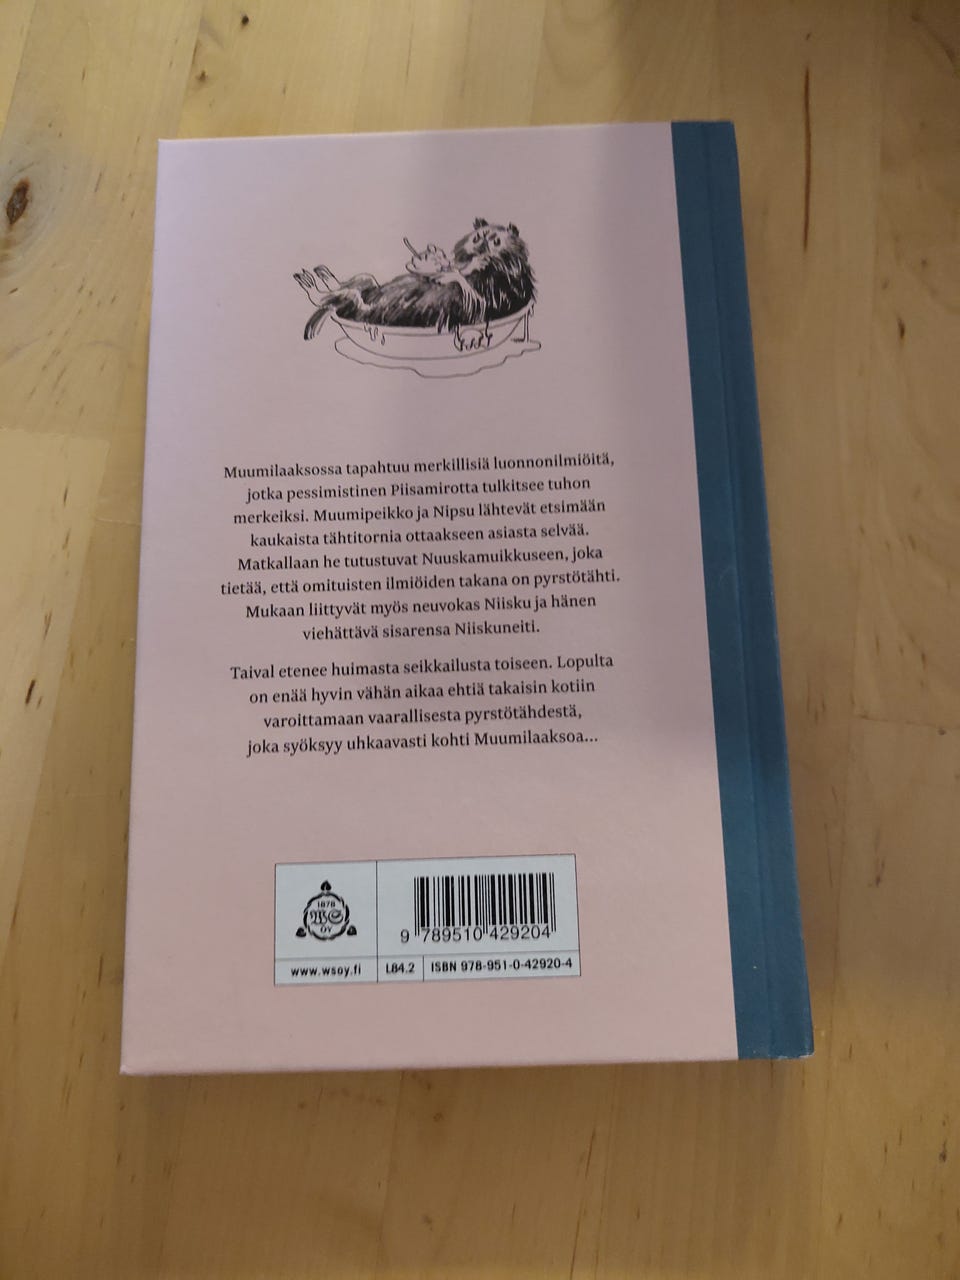 Muumilaaksossa tapahtuu merkillisiä luonnonilmiöitä,
jotka pessimistinen Piisamirotta tulkitsee tuhon
merkeiksi. Muumipeikko ja Nipsu lähtevät etsimään
kaukaista tähtitornia ottaakseen asiasta selvää.
Matkallaan he tutustuvat Nuuskamuikkuseen, joka
tietää, että omituisten ilmiöiden takana on pyrstötähti.
Mukaan liittyvät myös neuvokas Niisku ja hänen
viehättävä sisarensa Niiskuneiti.
Taival etenee huimasta seikkailusta toiseen. Lopulta
on enää hyvin vähän aikaa ehtiä takaisin kotiin
varoittamaan vaarallisesta pyrstötähdestä,
joka syöksyy uhkaavasti kohti Muumilaaksoa...
1878
WS
OY
9 789510 429204
www.wsoy.fi L84.2 ISBN 978-951-0-42920-4